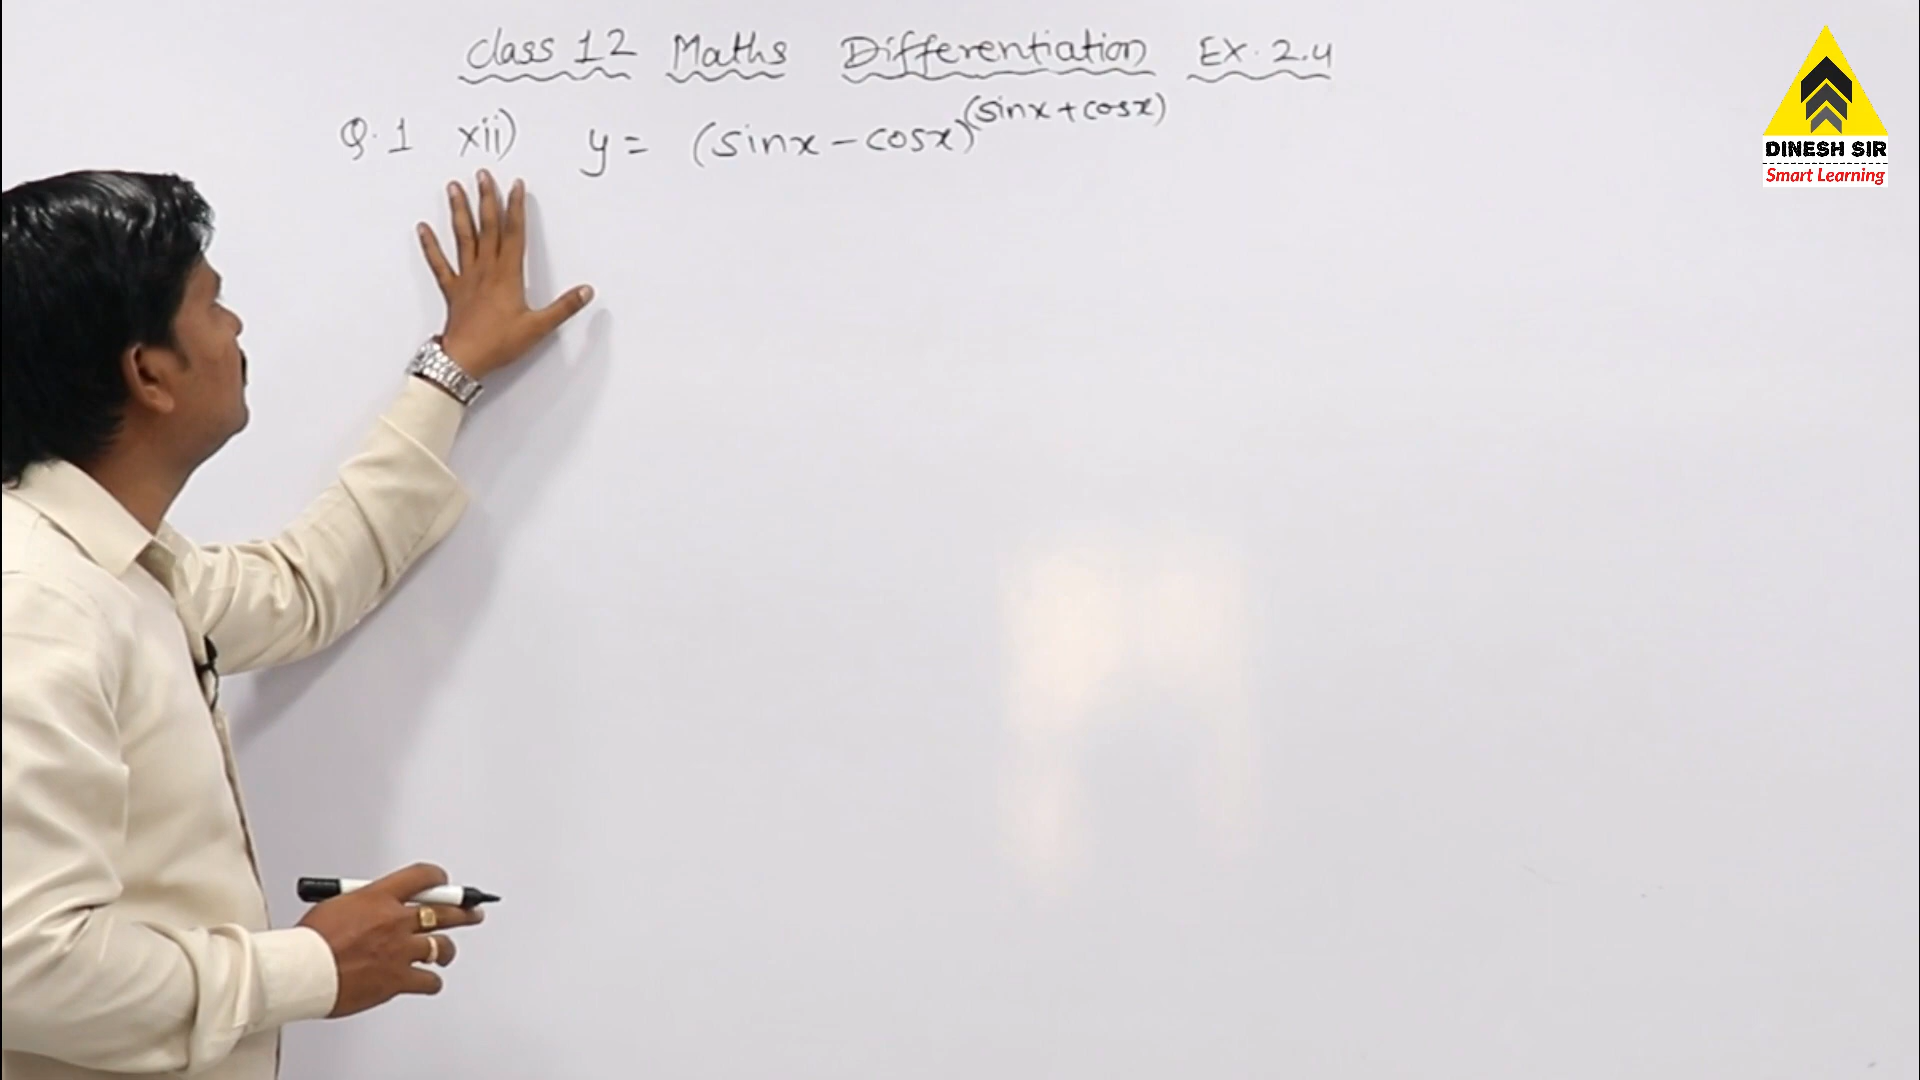 Class 12 Maths Differentiation EX. 2.4
Q.1 xii) y = (sinx - cosx)^(sinx + cosx)
DINESH SIR
Smart Learning